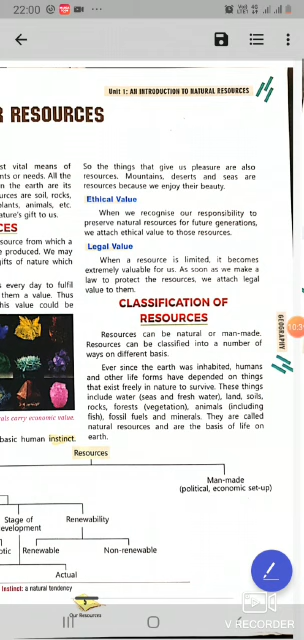 22:00
Unit 1: AN INTRODUCTION TO NATURAL RESOURCES
R RESOURCES
st vital means of
nts or needs. All the
n the earth are its
urces are soil, rocks,
plants, animals, etc.
ature's gift to us.
CES
source from which a
e produced. We may
gifts of nature which
s every day to fulfil
them a value. Thus
his value could be
als carry economic value.
basic human instinct.
So the things that give us pleasure are also
resources. Mountains, deserts and seas are
resources because we enjoy their beauty.
Ethical Value
When we recognise our responsibility to
preserve natural resources for future generations,
we attach ethical value to those resources.
Legal Value
When a resource is limited, it becomes
extremely valuable for us. As soon as we make a
law to protect the resources, we attach legal
value to them.
CLASSIFICATION OF
RESOURCES
Resources can be natural or man-made.
Resources can be classified into a number of
ways on different basis.
Ever since the earth was inhabited, humans
and other life forms have depended on things
that exist freely in nature to survive. These things
include water (seas and fresh water), land, soils,
rocks, forests (vegetation), animals (including
fish), fossil fuels and minerals. They are called
natural resources and are the basis of life on
earth.
GEOGRAPHY
Resources
Man-made
(political, economic set-up)
Stage of
evelopment
Renewability
otic
Renewable
Non-renewable
Actual
Instinct: a natural tendency
Our Resources
V RECORDER